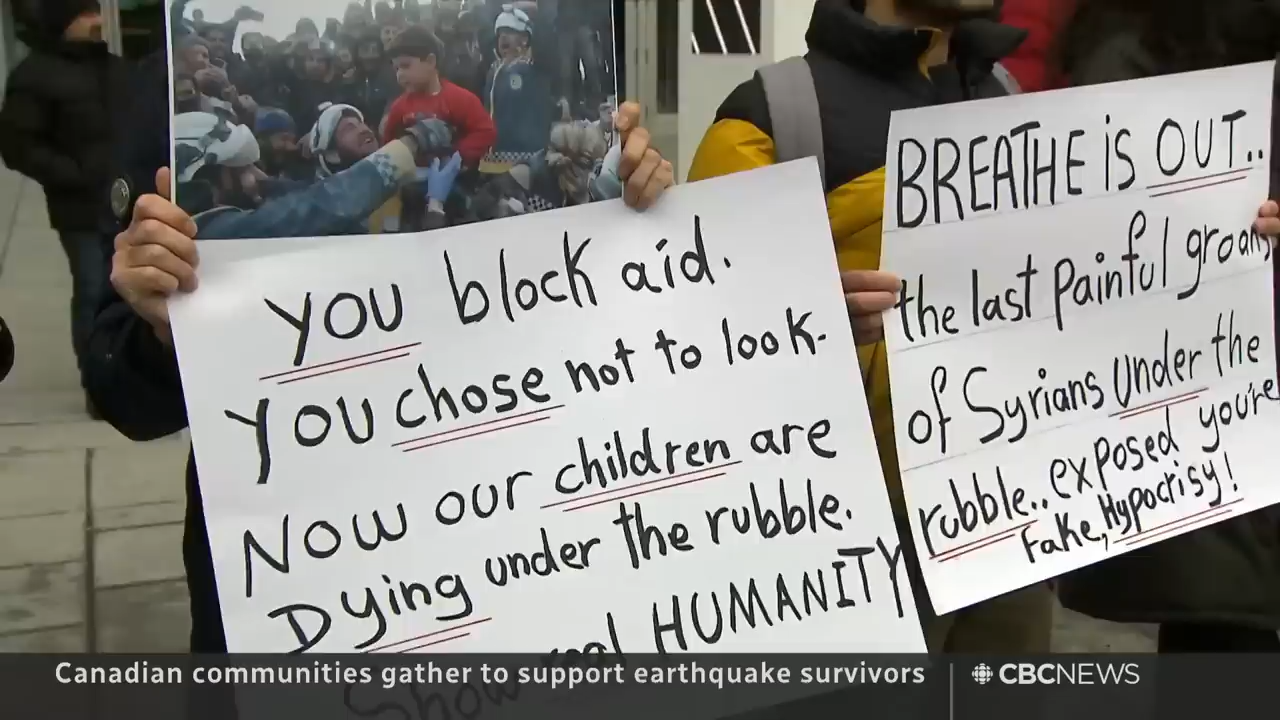 YOU block aid.
YOU chose not to look.
NOW our children are
Dying under the rubble.
Show real HUMANITY
BREATHE iS OUT..
the last painful groans
of Syrians under the
rubble.. exposed you're
Fake, Hypocrisy!
Canadian communities gather to support earthquake survivors
CBCNEWS